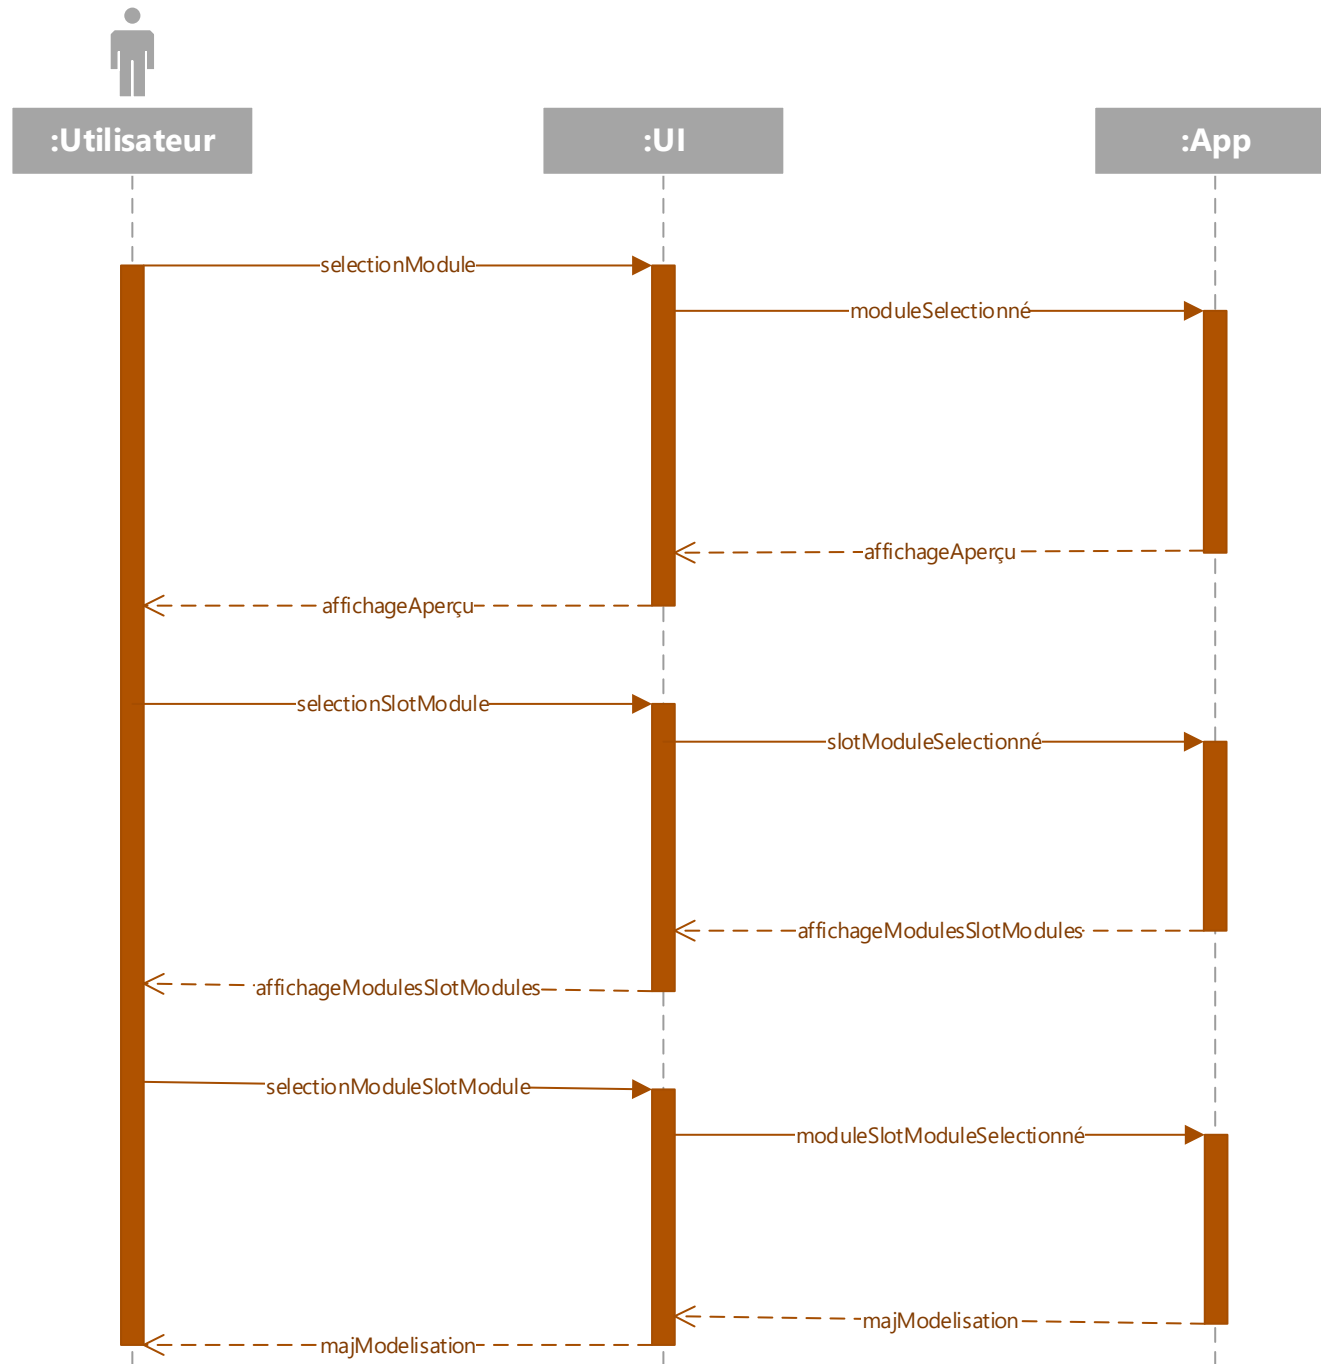 :Utilisateur
:UI
:App
selectionModule
moduleSelectionné
affichageAperçu
affichageAperçu
selectionSlotModule
slotModuleSelectionné
affichageModulesSlotModules
affichageModulesSlotModules
selectionModuleSlotModule
moduleSlotModuleSelectionné
majModelisation
majModelisation